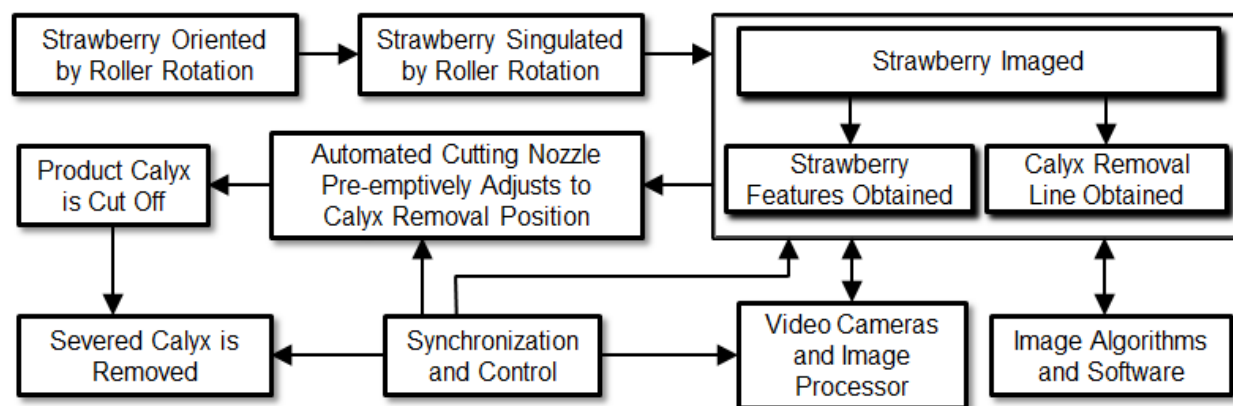 Strawberry Oriented
by Roller Rotation
Strawberry Singulated
by Roller Rotation
Strawberry Imaged
Strawberry
Features Obtained
Calyx Removal
Line Obtained
Automated Cutting Nozzle
Pre-emptively Adjusts to
Calyx Removal Position
Product Calyx
is Cut Off
Severed Calyx is
Removed
Synchronization
and Control
Video Cameras
and Image
Processor
Image Algorithms
and Software